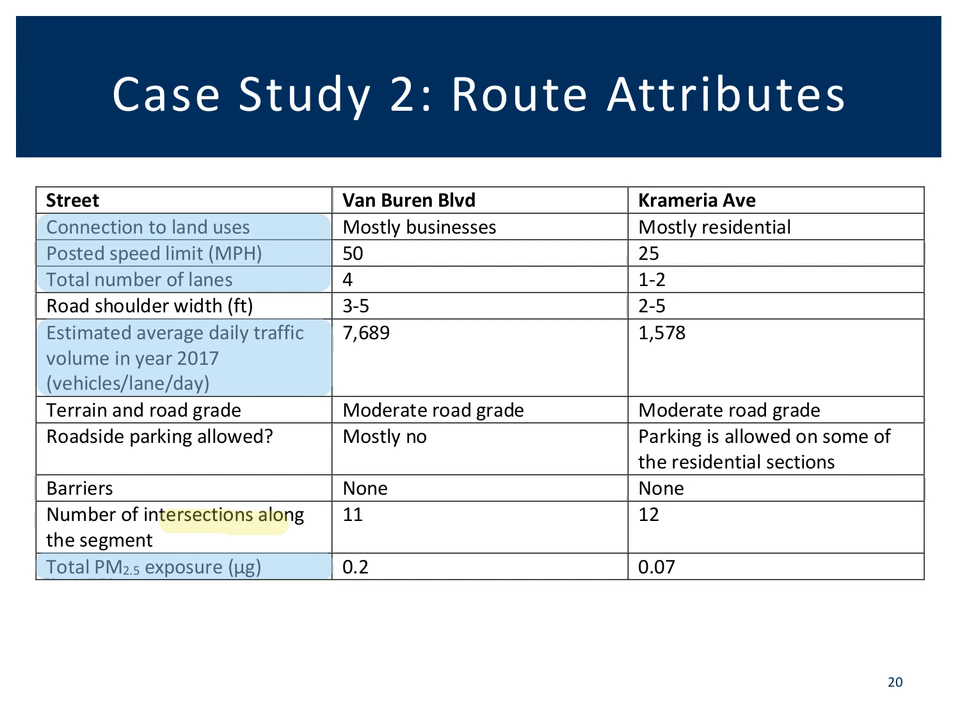 Case Study 2: Route Attributes
Street Van Buren Blvd Krameria Ave
Connection to land uses Mostly businesses Mostly residential
Posted speed limit (MPH) 50 25
Total number of lanes 4 1-2
Road shoulder width (ft) 3-5 2-5
Estimated average daily traffic 7,689 1,578
volume in year 2017
(vehicles/lane/day)
Terrain and road grade Moderate road grade Moderate road grade
Roadside parking allowed? Mostly no Parking is allowed on some of
the residential sections
Barriers None None
Number of intersections along 11 12
the segment
Total PM2.5 exposure (µg) 0.2 0.07
20